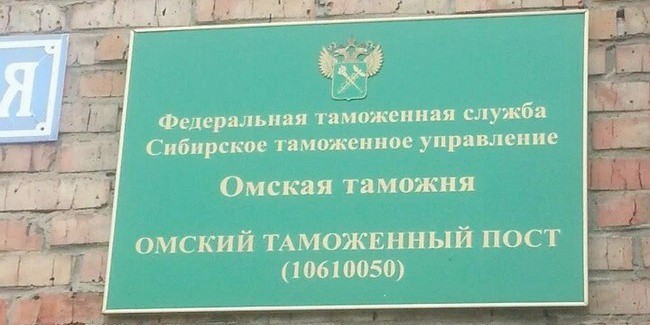 Я
Федеральная таможенная служба
Сибирское таможенное управление
Омская таможня
ОМСКИЙ ТАМОЖЕННЫЙ ПОСТ
(10610050)